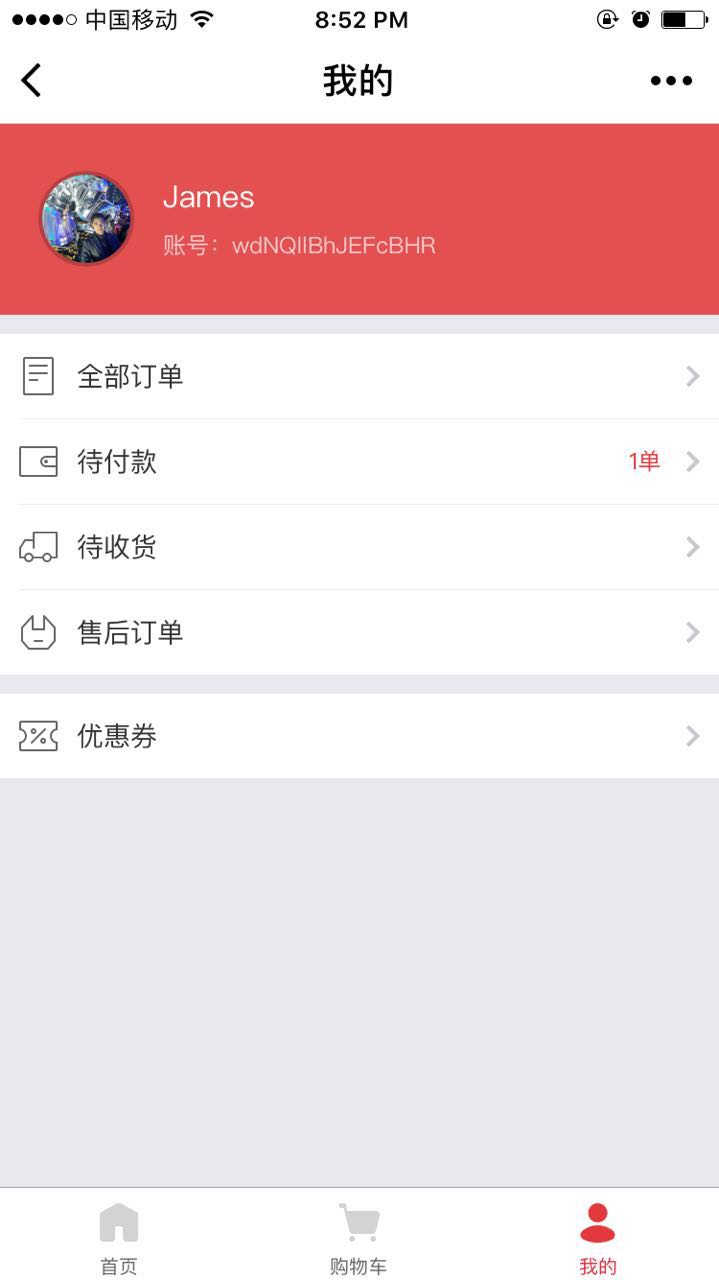 中国移动 8:52 PM
我的
James
账号：wdNQIIBhJEFcBHR
全部订单
待付款 1单
待收货
售后订单
优惠券
首页 购物车 我的